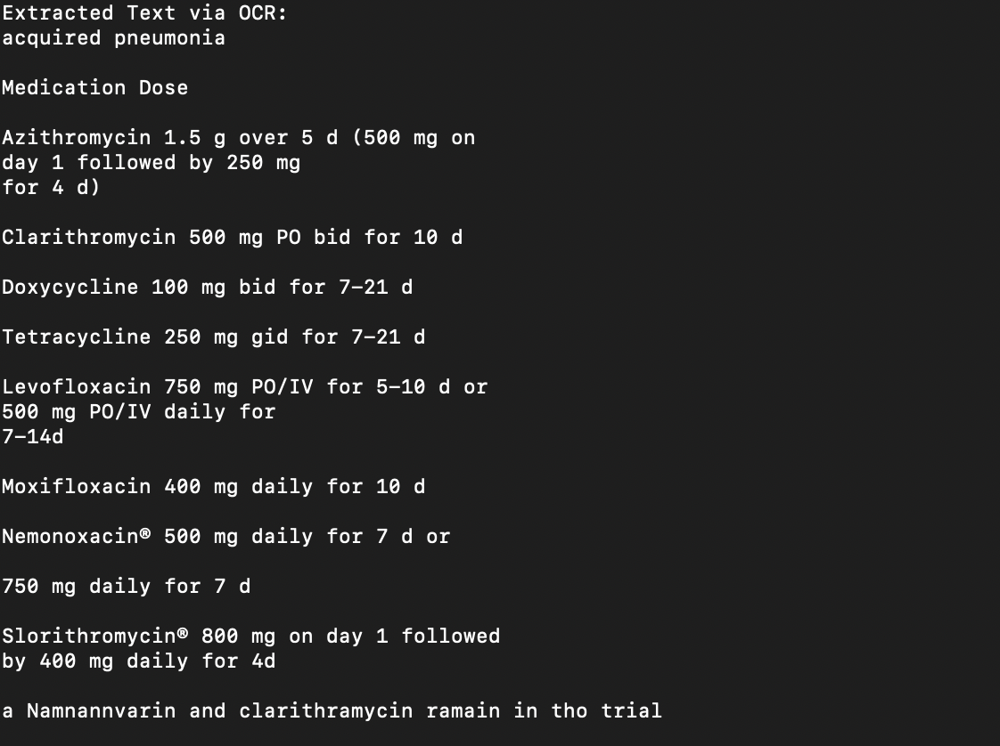 Extracted Text via OCR:
acquired pneumonia
Medication Dose
Azithromycin 1.5 g over 5 d (500 mg on
day 1 followed by 250 mg
for 4 d)
Clarithromycin 500 mg PO bid for 10 d
Doxycycline 100 mg bid for 7–21 d
Tetracycline 250 mg gid for 7–21 d
Levofloxacin 750 mg PO/IV for 5–10 d or
500 mg PO/IV daily for
7–14d
Moxifloxacin 400 mg daily for 10 d
Nemonoxacin® 500 mg daily for 7 d or
750 mg daily for 7 d
Slorithromycin® 800 mg on day 1 followed
by 400 mg daily for 4d
a Namnannvarin and clarithramycin ramain in tho trial